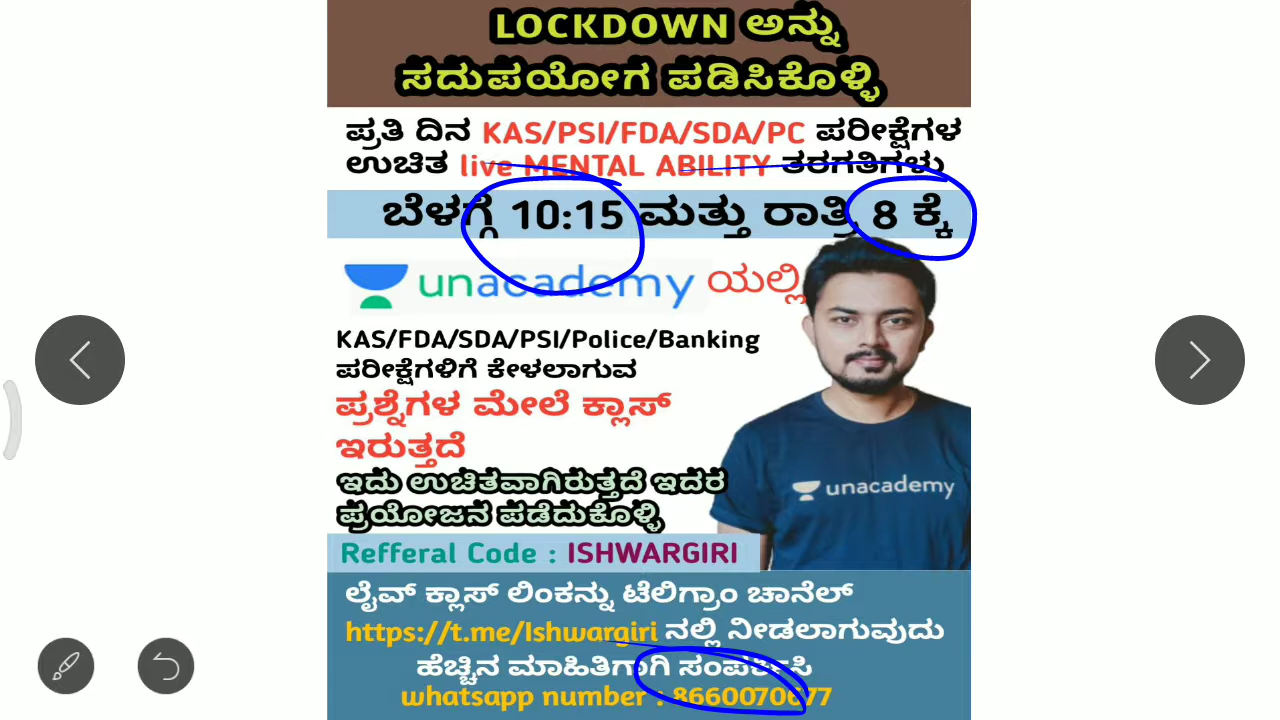 LOCKDOWN ಅನ್ನು
ಸದುಪಯೋಗ ಪಡಿಸಿಕೊಳ್ಳಿ
ಪ್ರತಿ ದಿನ KAS/PSI/FDA/SDA/PC ಪರೀಕ್ಷೆಗಳ
ಉಚಿತ live MENTAL ABILITY ತರಗತಿಗಳು
ಬೆಳಗ್ಗೆ 10:15 ಮತ್ತು ರಾತ್ರಿ 8 ಕ್ಕೆ
unacademy ಯಲ್ಲಿ
KAS/FDA/SDA/PSI/Police/Banking
ಪರೀಕ್ಷೆಗಳಿಗೆ ಕೇಳಲಾಗುವ
ಪ್ರಶ್ನೆಗಳ ಮೇಲೆ ಕ್ಲಾಸ್
ಇರುತ್ತದೆ
ಇದು ಉಚಿತವಾಗಿರುತ್ತದೆ ಇದರ
ಪ್ರಯೋಜನ ಪಡೆದುಕೊಳ್ಳಿ
unacademy
Refferal Code : ISHWARGIRI
ಲೈವ್ ಕ್ಲಾಸ್ ಲಿಂಕನ್ನು ಟೆಲಿಗ್ರಾಂ ಚಾನೆಲ್
https://t.me/Ishwargiri ನಲ್ಲಿ ನೀಡಲಾಗುವುದು
ಹೆಚ್ಚಿನ ಮಾಹಿತಿಗಾಗಿ ಸಂಪರ್ಕಿಸಿ
whatsapp number : 8660070677